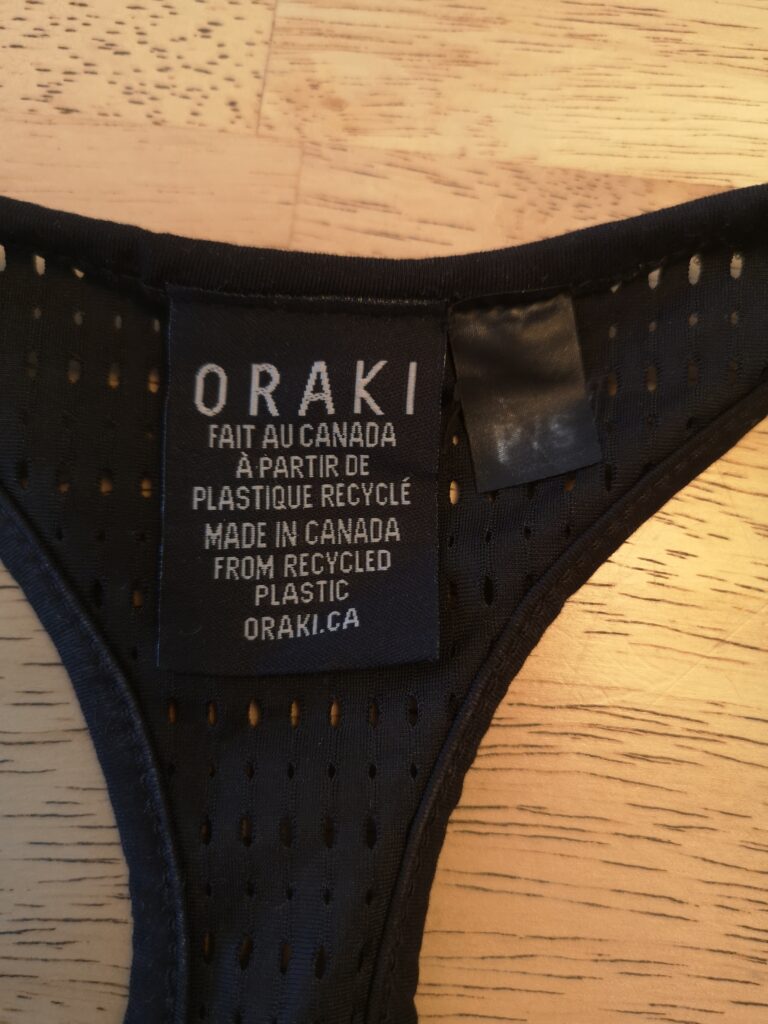 ORAKI
FAIT AU CANADA
À PARTIR DE
PLASTIQUE RECYCLÉ
MADE IN CANADA
FROM RECYCLED
PLASTIC
ORAKI.CA
P/S